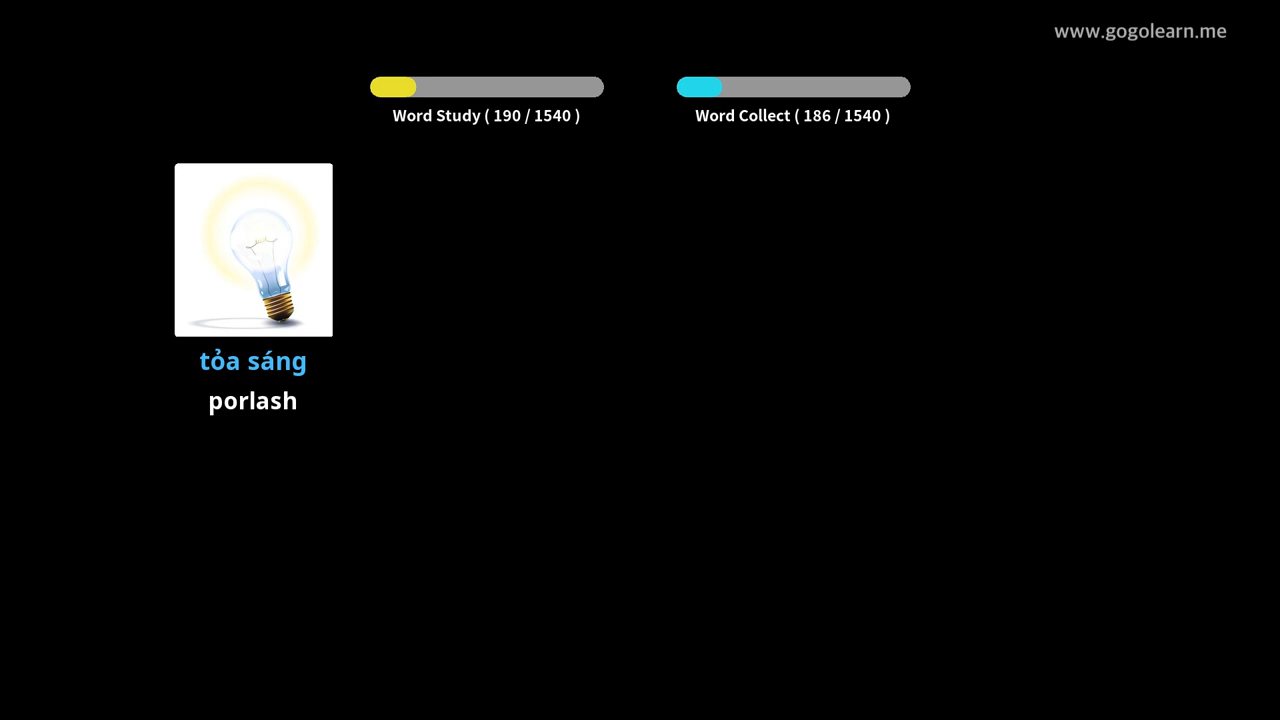 www.gogolearn.me
Word Study ( 190 / 1540 )
Word Collect ( 186 / 1540 )
tỏa sáng
porlash